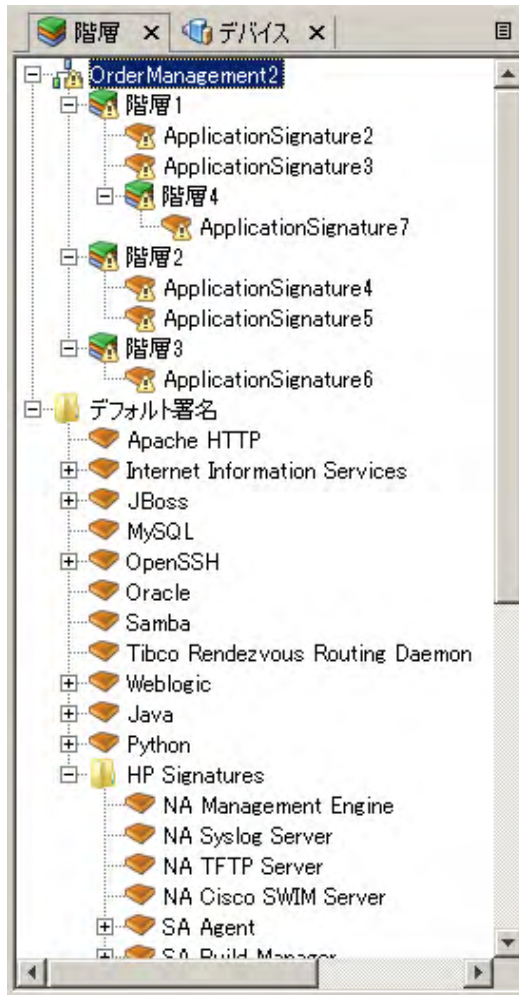 階層 デバイス
OrderManagement2
階層1
ApplicationSignature2
ApplicationSignature3
階層4
ApplicationSignature7
階層2
ApplicationSignature4
ApplicationSignature5
階層3
ApplicationSignature6
デフォルト署名
Apache HTTP
Internet Information Services
JBoss
MySQL
OpenSSH
Oracle
Samba
Tibco Rendezvous Routing Daemon
Weblogic
Java
Python
HP Signatures
NA Management Engine
NA Syslog Server
NA TFTP Server
NA Cisco SWIM Server
SA Agent
SA Build Manager